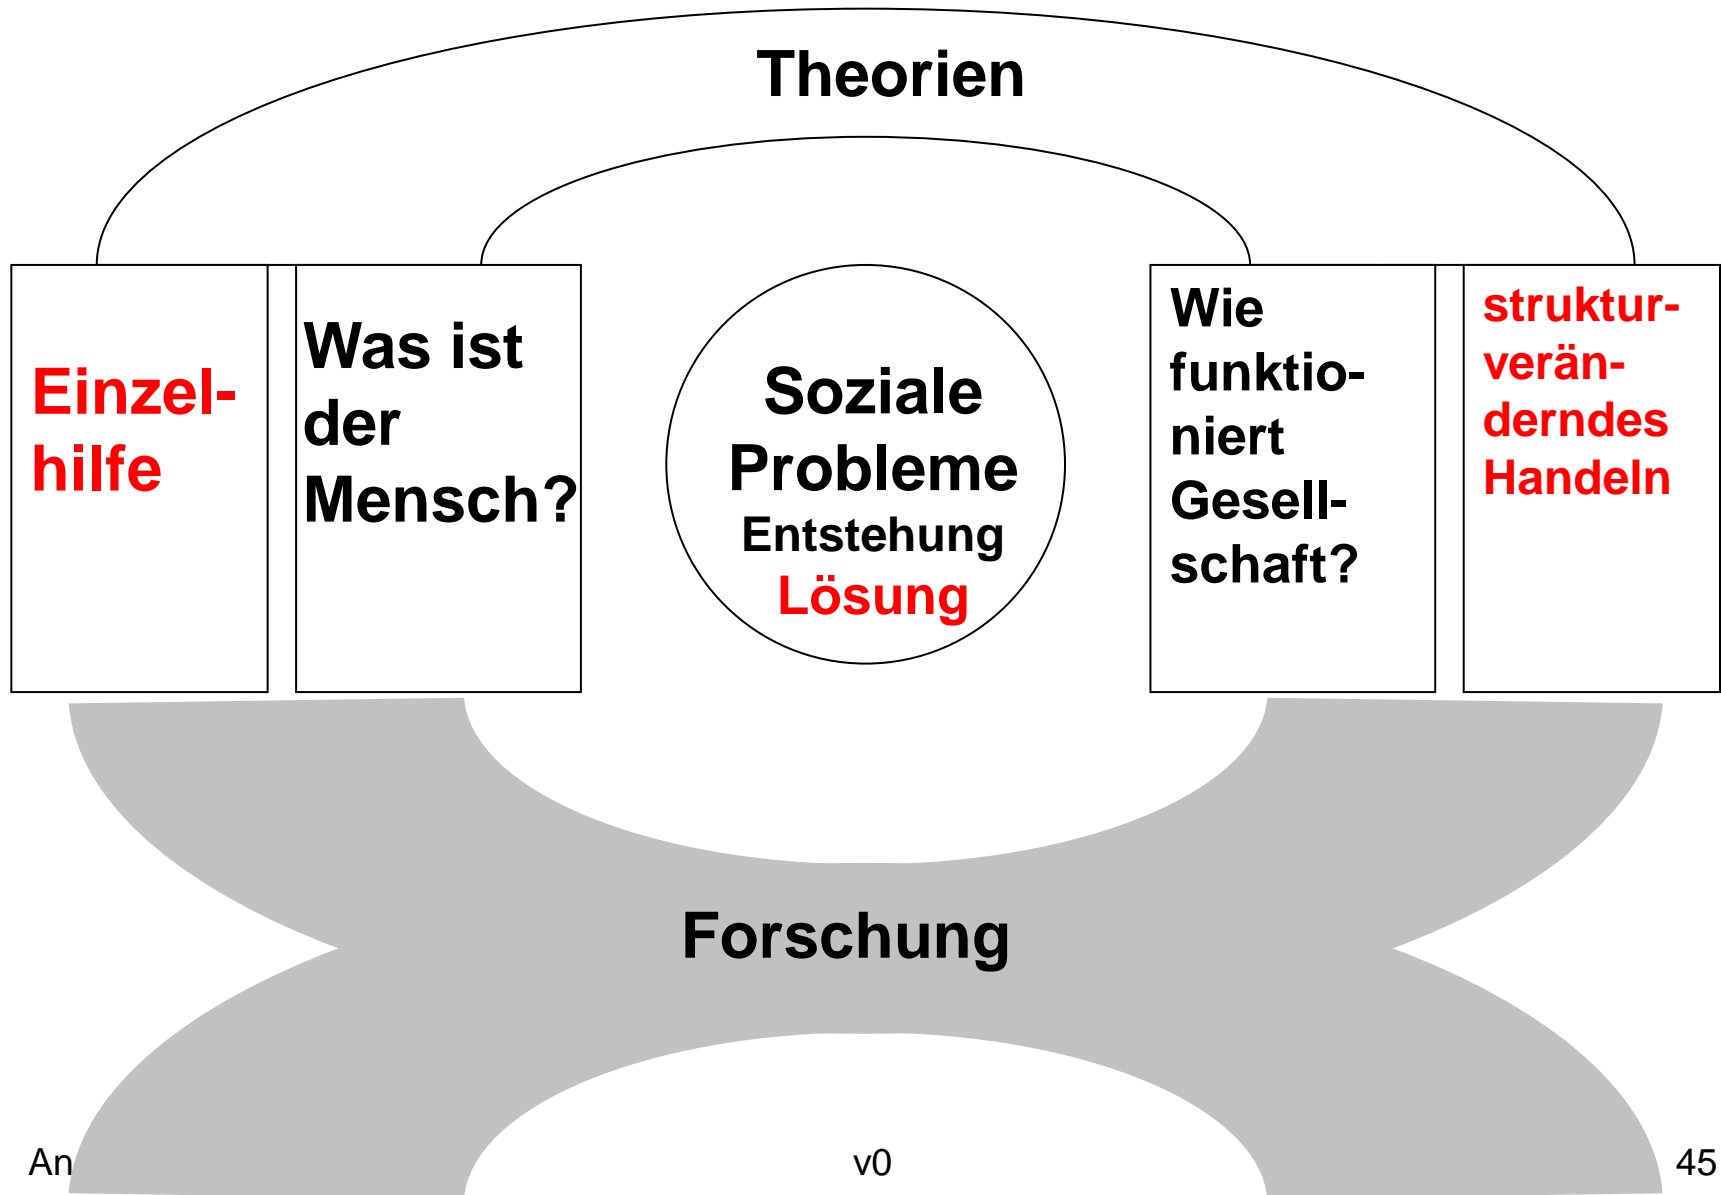 Theorien
Einzel-
hilfe
Was ist
der
Mensch?
Soziale
Probleme
Entstehung
Lösung
Wie
funktio-
niert
Gesell-
schaft?
struktur-
verän-
derndes
Handeln
Forschung
An
v0
45